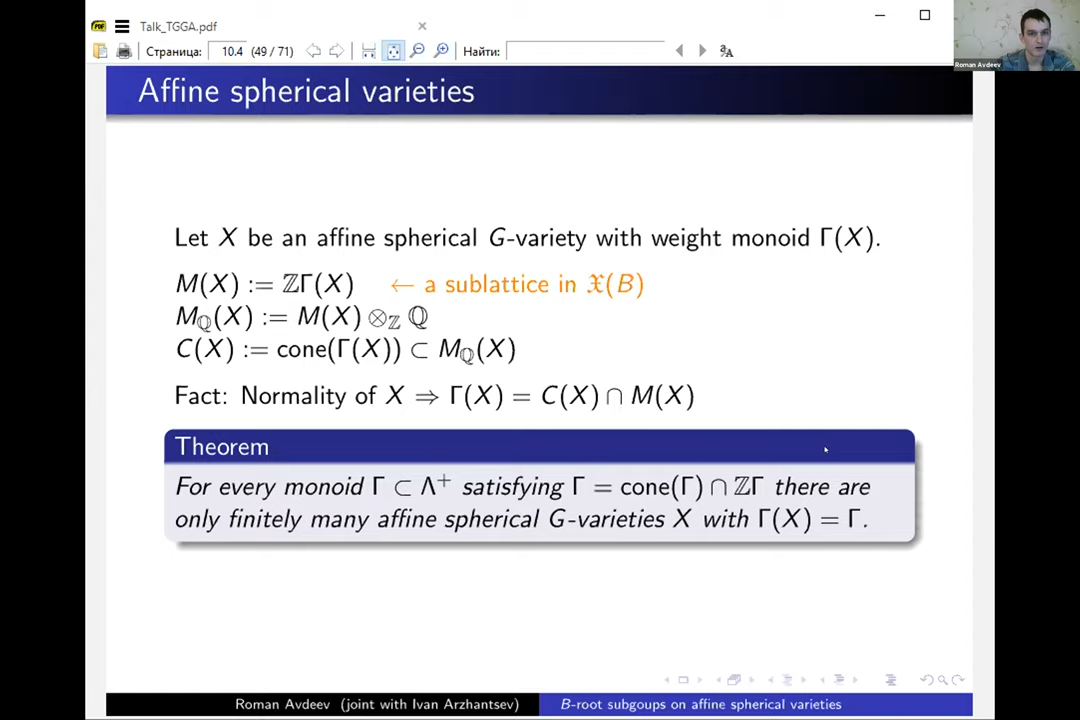 Talk_TGGA.pdf
Страница: 10.4 (49 / 71) Найти:
Affine spherical varieties
Roman Avdeev
Let X be an affine spherical G-variety with weight monoid Γ(X).
M(X) := ℤΓ(X) ← a sublattice in 𝔛(B)
M_ℚ(X) := M(X) ⊗_ℤ ℚ
C(X) := cone(Γ(X)) ⊂ M_ℚ(X)
Fact: Normality of X ⇒ Γ(X) = C(X) ∩ M(X)
Theorem
For every monoid Γ ⊂ Λ⁺ satisfying Γ = cone(Γ) ∩ ℤΓ there are
only finitely many affine spherical G-varieties X with Γ(X) = Γ.
Roman Avdeev (joint with Ivan Arzhantsev) B-root subgoups on affine spherical varieties